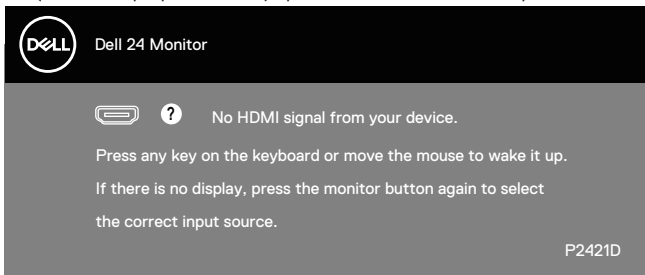 DELL
Dell 24 Monitor
? No HDMI signal from your device.
Press any key on the keyboard or move the mouse to wake it up.
If there is no display, press the monitor button again to select
the correct input source.
P2421D